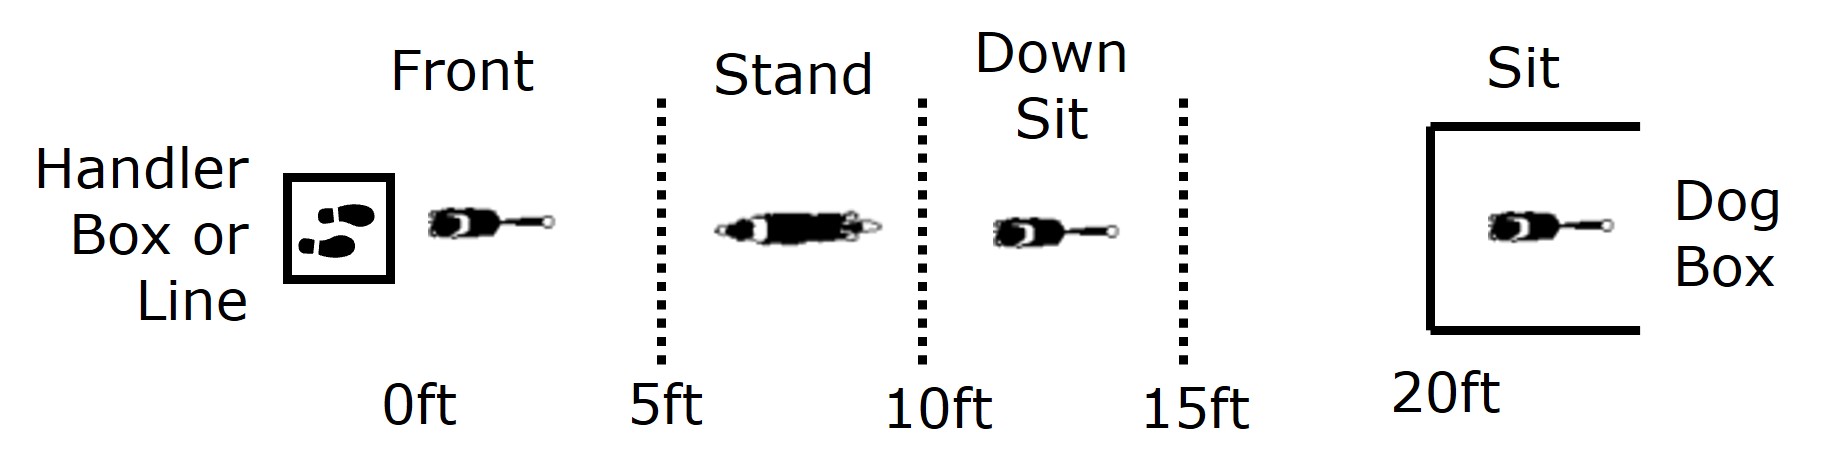 Front
Stand
Down
Sit
Sit
Handler
Box or
Line
Dog
Box
0ft
5ft
10ft
15ft
20ft